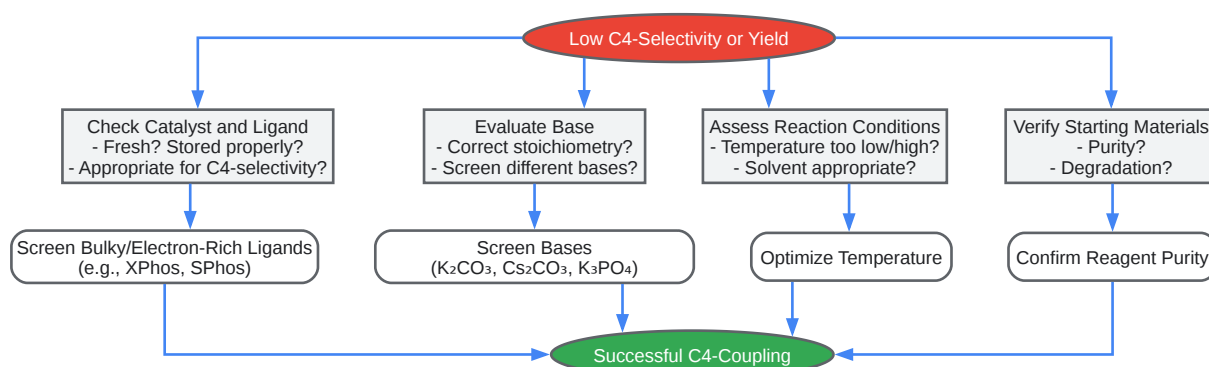 Low C4-Selectivity or Yield
Check Catalyst and Ligand
- Fresh? Stored properly?
- Appropriate for C4-selectivity?
Evaluate Base
- Correct stoichiometry?
- Screen different bases?
Assess Reaction Conditions
- Temperature too low/high?
- Solvent appropriate?
Verify Starting Materials
- Purity?
- Degradation?
Screen Bulky/Electron-Rich Ligands
(e.g., XPhos, SPhos)
Screen Bases
(K₂CO₃, Cs₂CO₃, K₃PO₄)
Optimize Temperature
Confirm Reagent Purity
Successful C4-Coupling